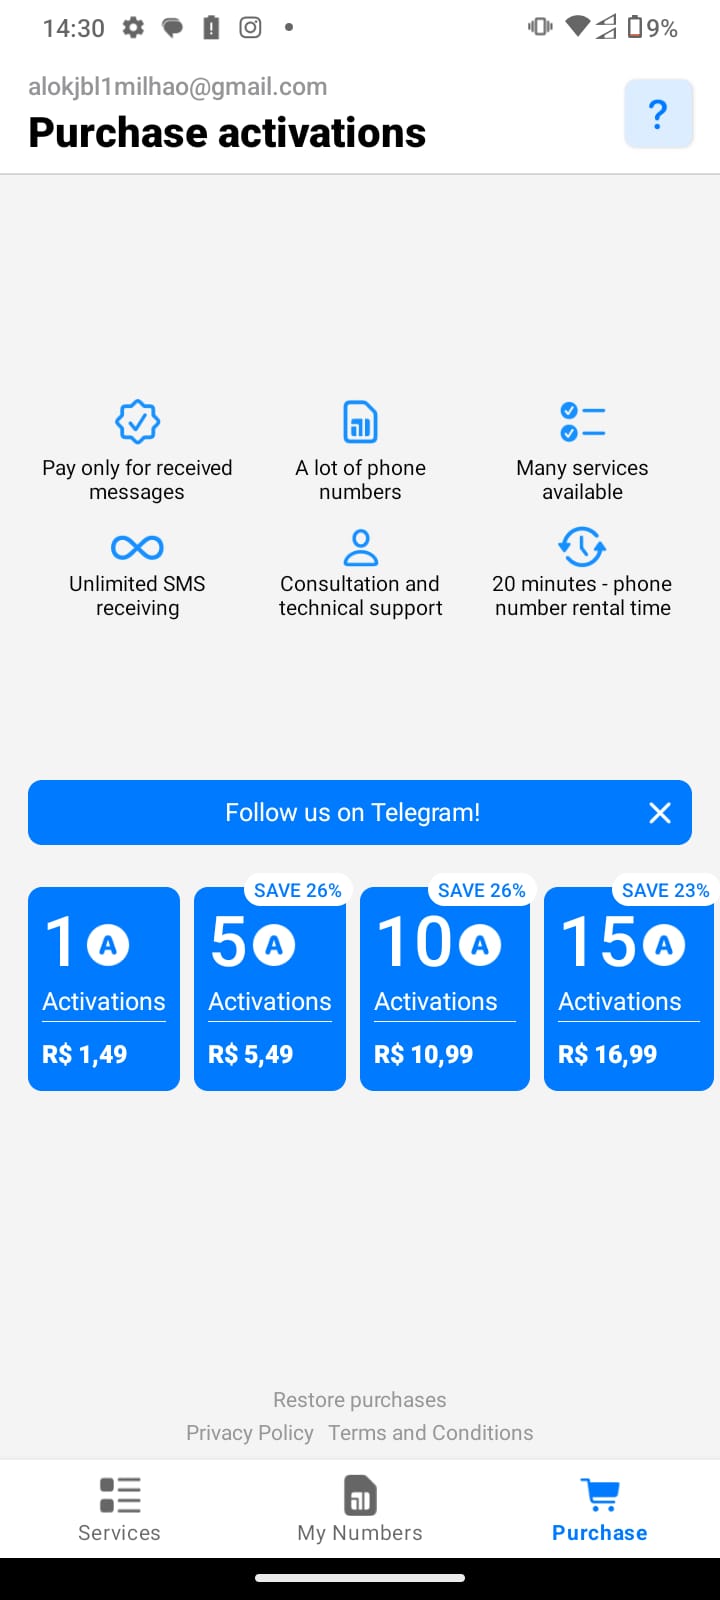 14:30
9%
alokjbl1milhao@gmail.com
Purchase activations
?
Pay only for received
messages
A lot of phone
numbers
Many services
available
Unlimited SMS
receiving
Consultation and
technical support
20 minutes - phone
number rental time
Follow us on Telegram!
1 A
Activations
R$ 1,49
SAVE 26%
5 A
Activations
R$ 5,49
SAVE 26%
10 A
Activations
R$ 10,99
SAVE 23%
15 A
Activations
R$ 16,99
Restore purchases
Privacy Policy Terms and Conditions
Services
My Numbers
Purchase